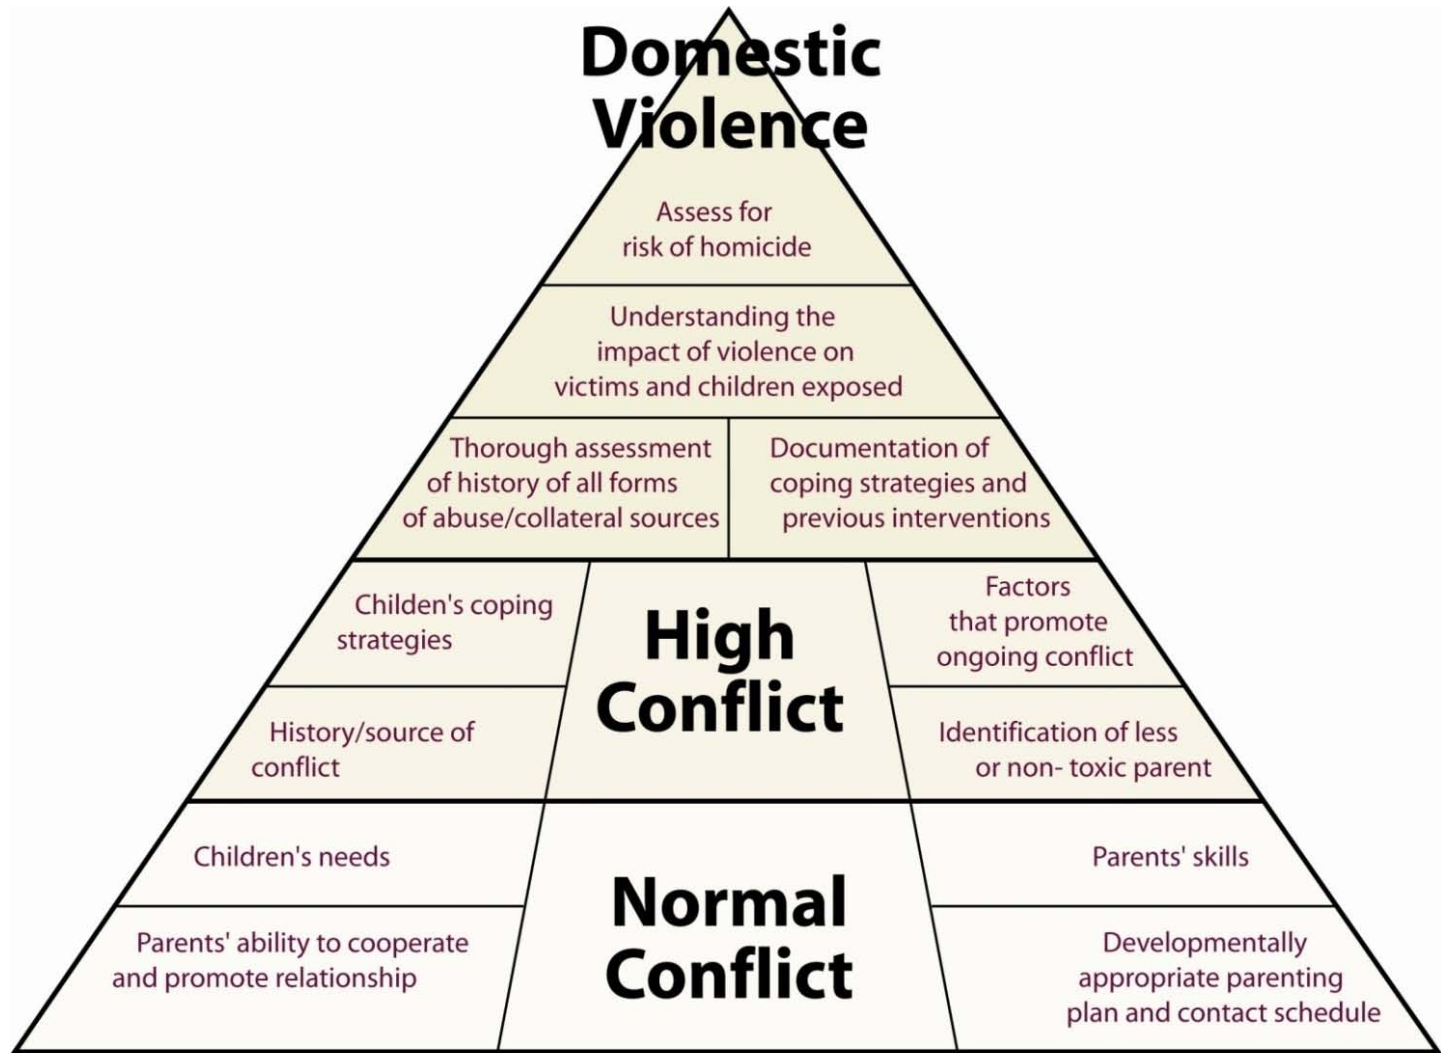 Domestic
Violence
Assess for
risk of homicide
Understanding the
impact of violence on
victims and children exposed
Thorough assessment
of history of all forms
of abuse/collateral sources
Documentation of
coping strategies and
previous interventions
Childen's coping
strategies
High
Conflict
Factors
that promote
ongoing conflict
History/source of
conflict
Identification of less
or non- toxic parent
Children's needs
Normal
Conflict
Parents' skills
Parents' ability to cooperate
and promote relationship
Developmentally
appropriate parenting
plan and contact schedule